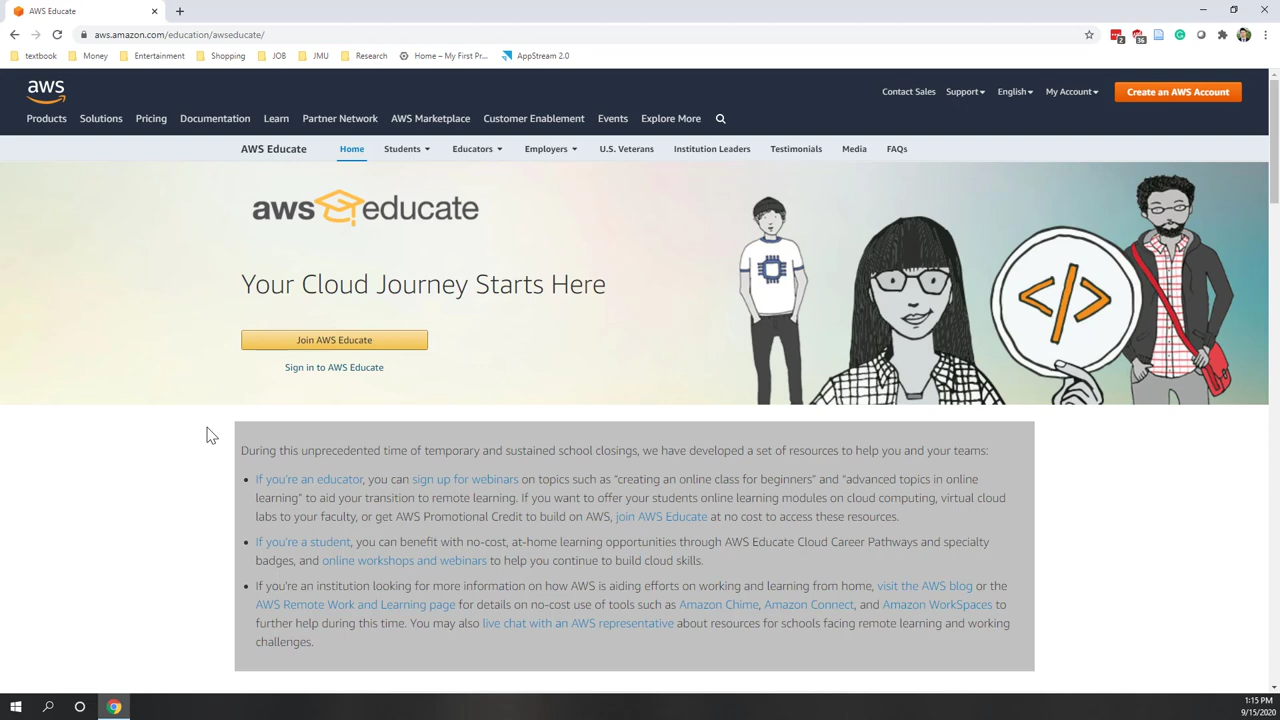 AWS Educate
aws.amazon.com/education/awseducate/
2
36
textbook
Money
Entertainment
Shopping
JOB
JMU
Research
Home – My First Pr...
AppStream 2.0
aws
Contact Sales
Support
English
My Account
Create an AWS Account
Products
Solutions
Pricing
Documentation
Learn
Partner Network
AWS Marketplace
Customer Enablement
Events
Explore More
AWS Educate
Home
Students
Educators
Employers
U.S. Veterans
Institution Leaders
Testimonials
Media
FAQs
aws educate
Your Cloud Journey Starts Here
</>
Join AWS Educate
Sign in to AWS Educate
During this unprecedented time of temporary and sustained school closings, we have developed a set of resources to help you and your teams:
If you're an educator, you can sign up for webinars on topics such as "creating an online class for beginners" and "advanced topics in online
learning" to aid your transition to remote learning. If you want to offer your students online learning modules on cloud computing, virtual cloud
labs to your faculty, or get AWS Promotional Credit to build on AWS, join AWS Educate at no cost to access these resources.
If you're a student, you can benefit with no-cost, at-home learning opportunities through AWS Educate Cloud Career Pathways and specialty
badges, and online workshops and webinars to help you continue to build cloud skills.
If you're an institution looking for more information on how AWS is aiding efforts on working and learning from home, visit the AWS blog or the
AWS Remote Work and Learning page for details on no-cost use of tools such as Amazon Chime, Amazon Connect, and Amazon WorkSpaces to
further help during this time. You may also live chat with an AWS representative about resources for schools facing remote learning and working
challenges.
1:15 PM
9/15/2020